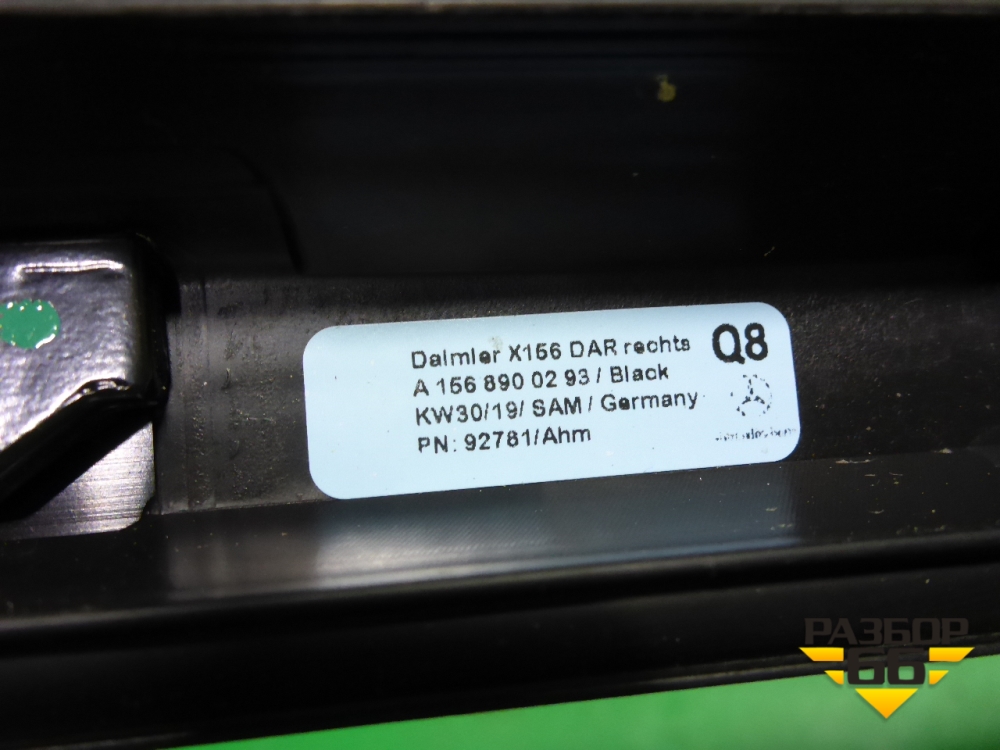 Daimler X156 DAR rechts
Q8
A 156 890 02 93 / Black
KW30/19/ SAM / Germany
PN: 92781/Ahm
РАЗБОР
66